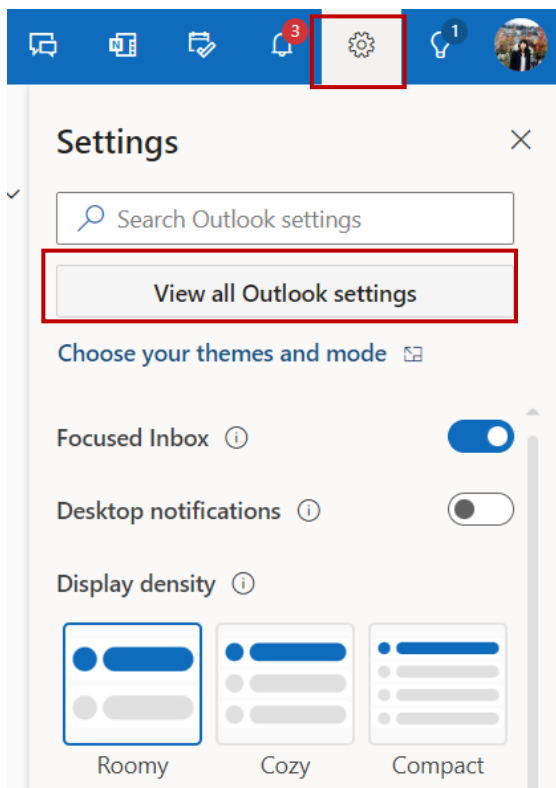 3
1
Settings
Search Outlook settings
View all Outlook settings
Choose your themes and mode
Focused Inbox
Desktop notifications
Display density
Roomy Cozy Compact